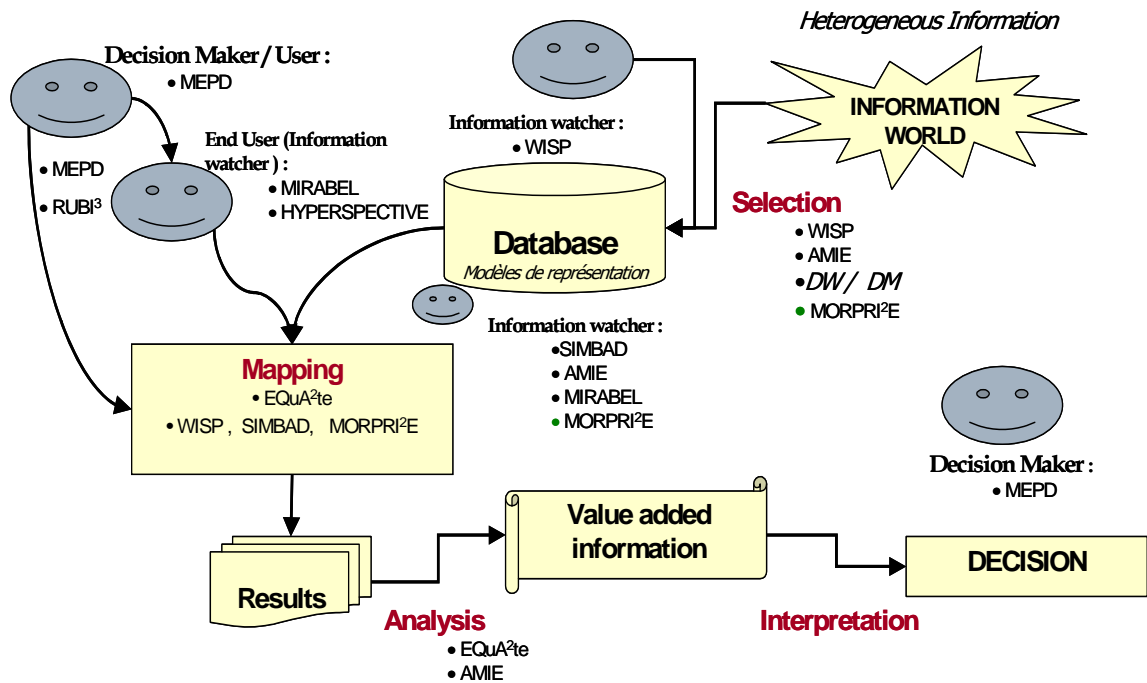 Heterogeneous Information
Decision Maker / User :
• MEPD
INFORMATION
WORLD
Information watcher :
• WISP
End User (Information
watcher ) :
• MIRABEL
• HYPERSPECTIVE
• MEPD
• RUBI³
Selection
• WISP
• AMIE
•DW / DM
• MORPRI²E
Database
Modèles de représentation
Information watcher :
•SIMBAD
• AMIE
• MIRABEL
• MORPRI²E
Mapping
• EQuA²te
• WISP , SIMBAD, MORPRI²E
Decision Maker :
• MEPD
Value added
information
DECISION
Results
Analysis
• EQuA²te
• AMIE
Interpretation